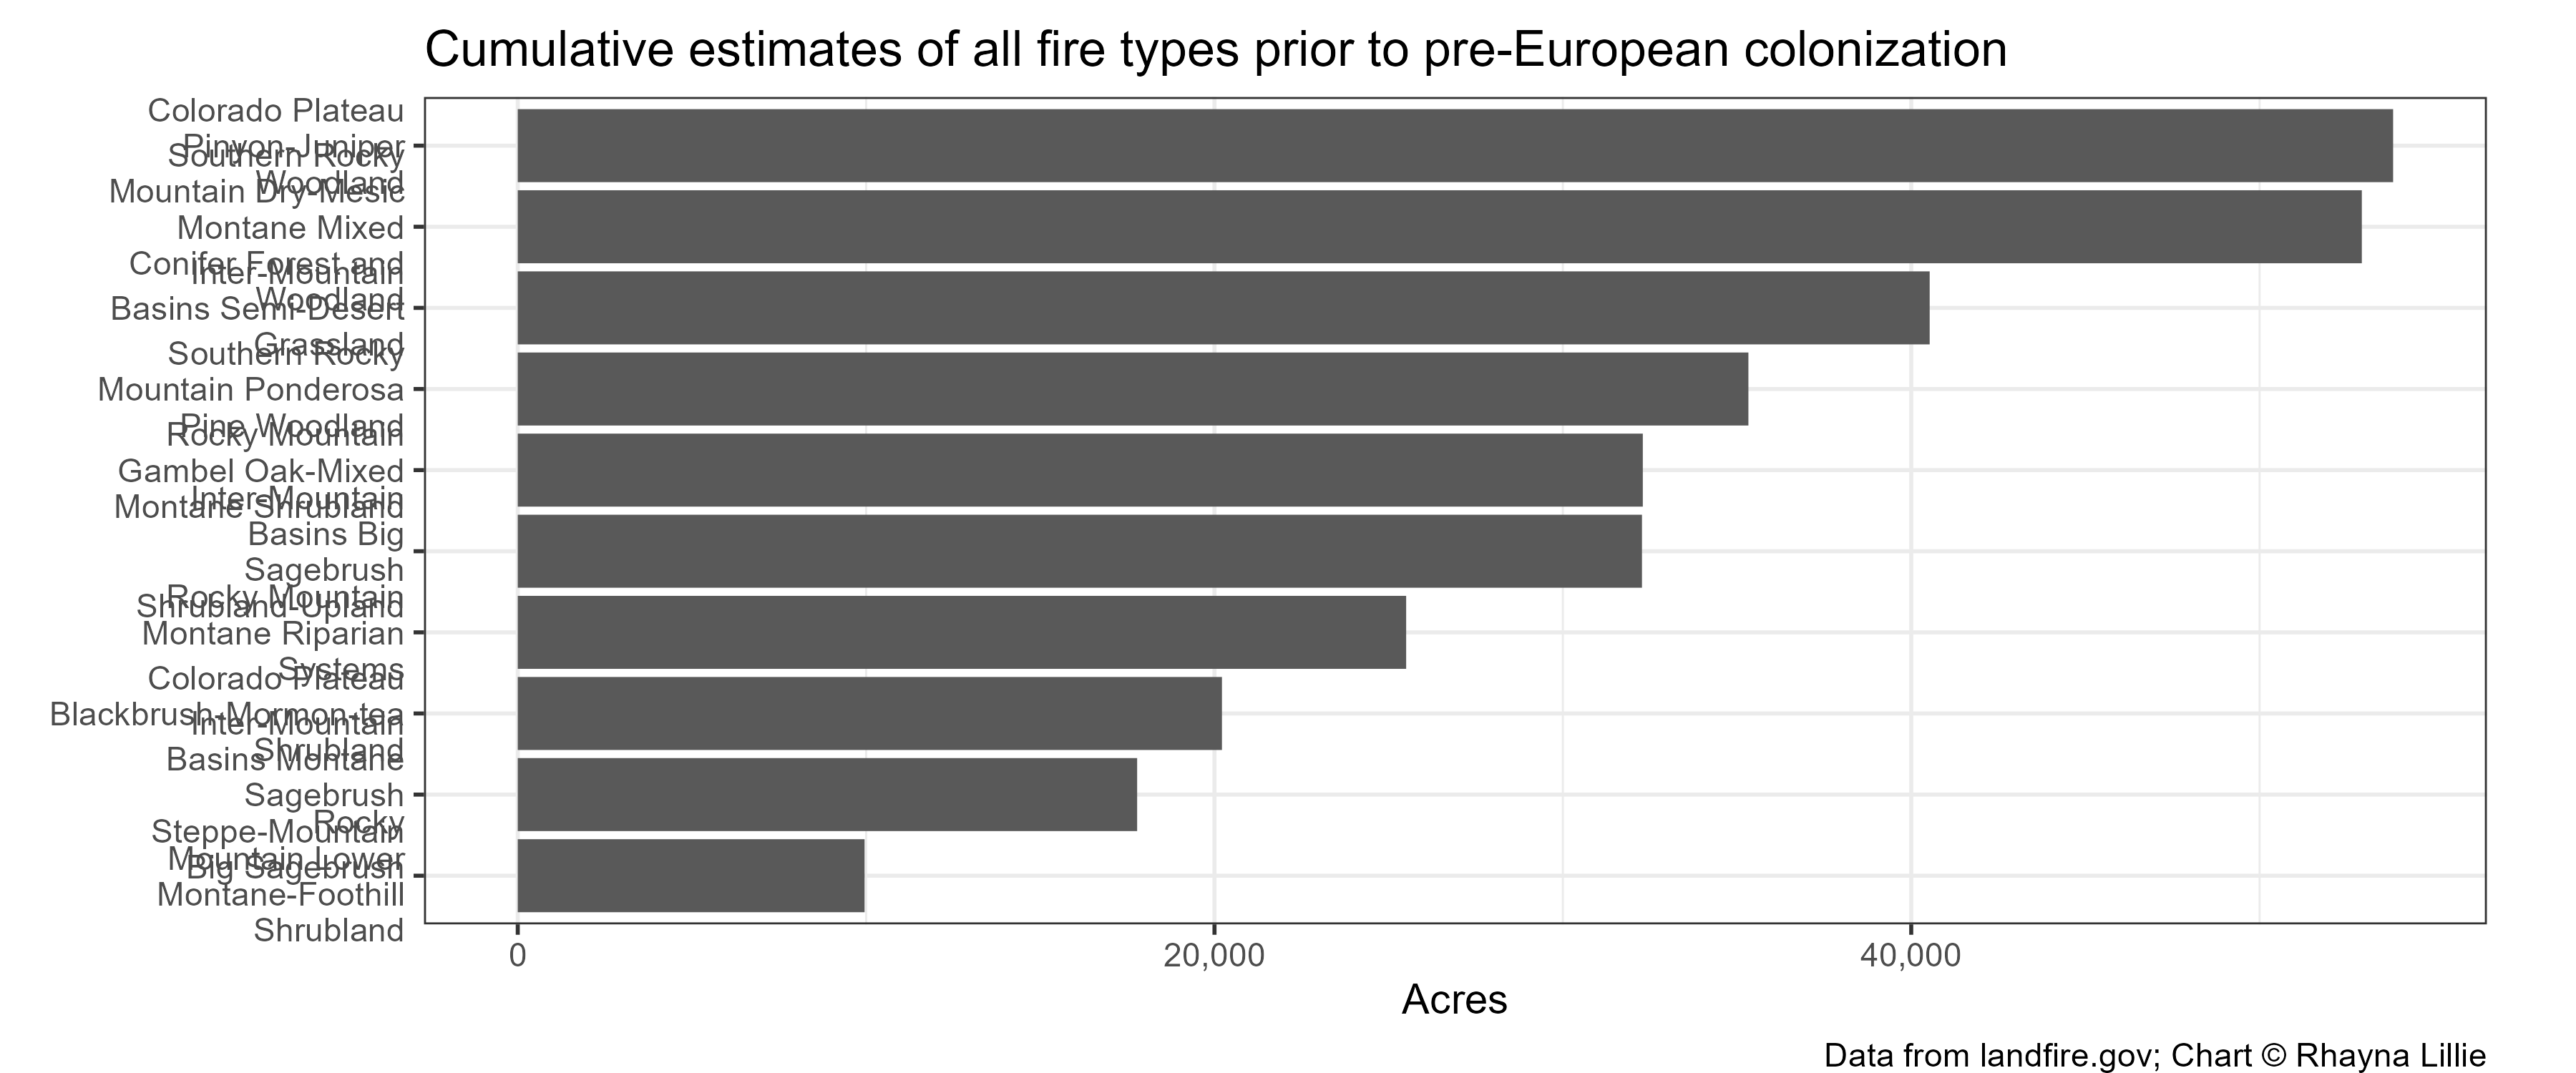 Cumulative estimates of all fire types prior to pre-European colonization
Colorado Plateau
Pinyon-Juniper
Woodland
Southern Rocky
Mountain Dry-Mesic
Montane Mixed
Conifer Forest and
Woodland
Inter-Mountain
Basins Semi-Desert
Grassland
Southern Rocky
Mountain Ponderosa
Pine Woodland
Rocky Mountain
Gambel Oak-Mixed
Montane Shrubland
Inter-Mountain
Basins Big
Sagebrush
Shrubland-Upland
Rocky Mountain
Montane Riparian
Systems
Colorado Plateau
Blackbrush-Mormon-tea
Shrubland
Inter-Mountain
Basins Montane
Sagebrush
Steppe-Mountain
Big Sagebrush
Rocky
Mountain Lower
Montane-Foothill
Shrubland
0
20,000
40,000
Acres
Data from landfire.gov; Chart © Rhayna Lillie